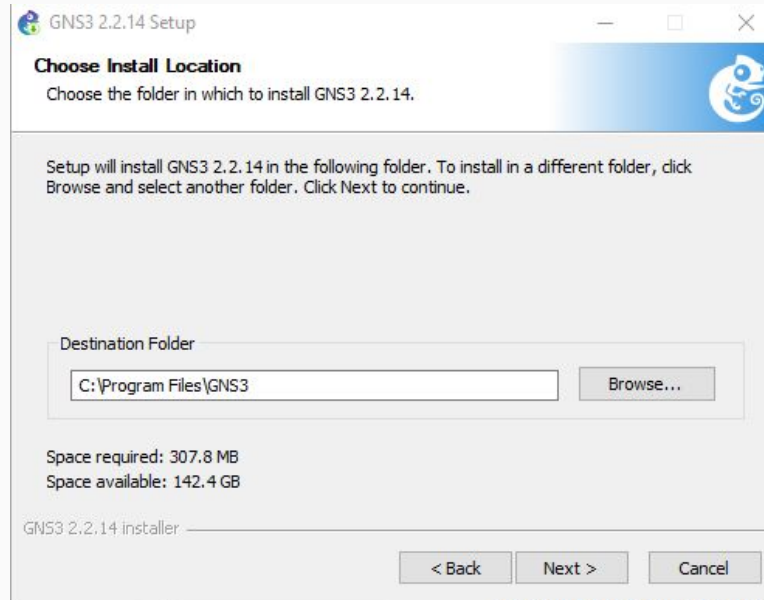 GNS3 2.2.14 Setup
Choose Install Location
Choose the folder in which to install GNS3 2.2.14.
Setup will install GNS3 2.2.14 in the following folder. To install in a different folder, click
Browse and select another folder. Click Next to continue.
Destination Folder
C:\Program Files\GNS3
Browse...
Space required: 307.8 MB
Space available: 142.4 GB
GNS3 2.2.14 installer
< Back
Next >
Cancel